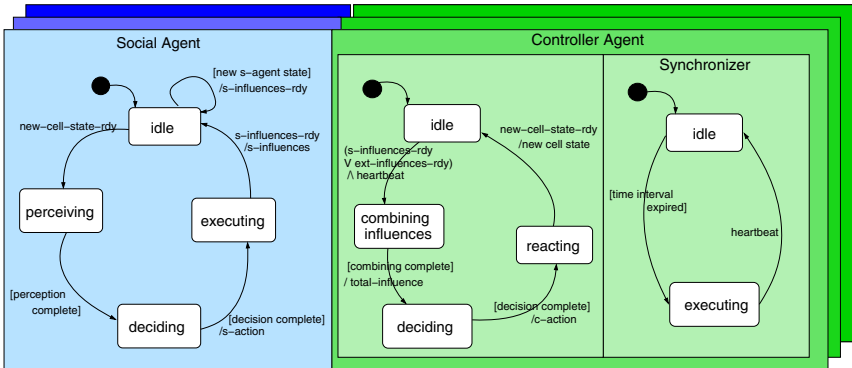 Social Agent
[new s-agent state]
/s-influences-rdy
new-cell-state-rdy
idle
s-influences-rdy
/s-influences
perceiving
executing
[perception
complete]
deciding
[decision complete]
/s-action
Controller Agent
idle
new-cell-state-rdy
/new cell state
(s-influences-rdy
V ext-influences-rdy)
/\ heartbeat
combining
influences
reacting
[combining complete]
/ total-influence
deciding
[decision complete]
/c-action
Synchronizer
idle
[time interval
expired]
heartbeat
executing